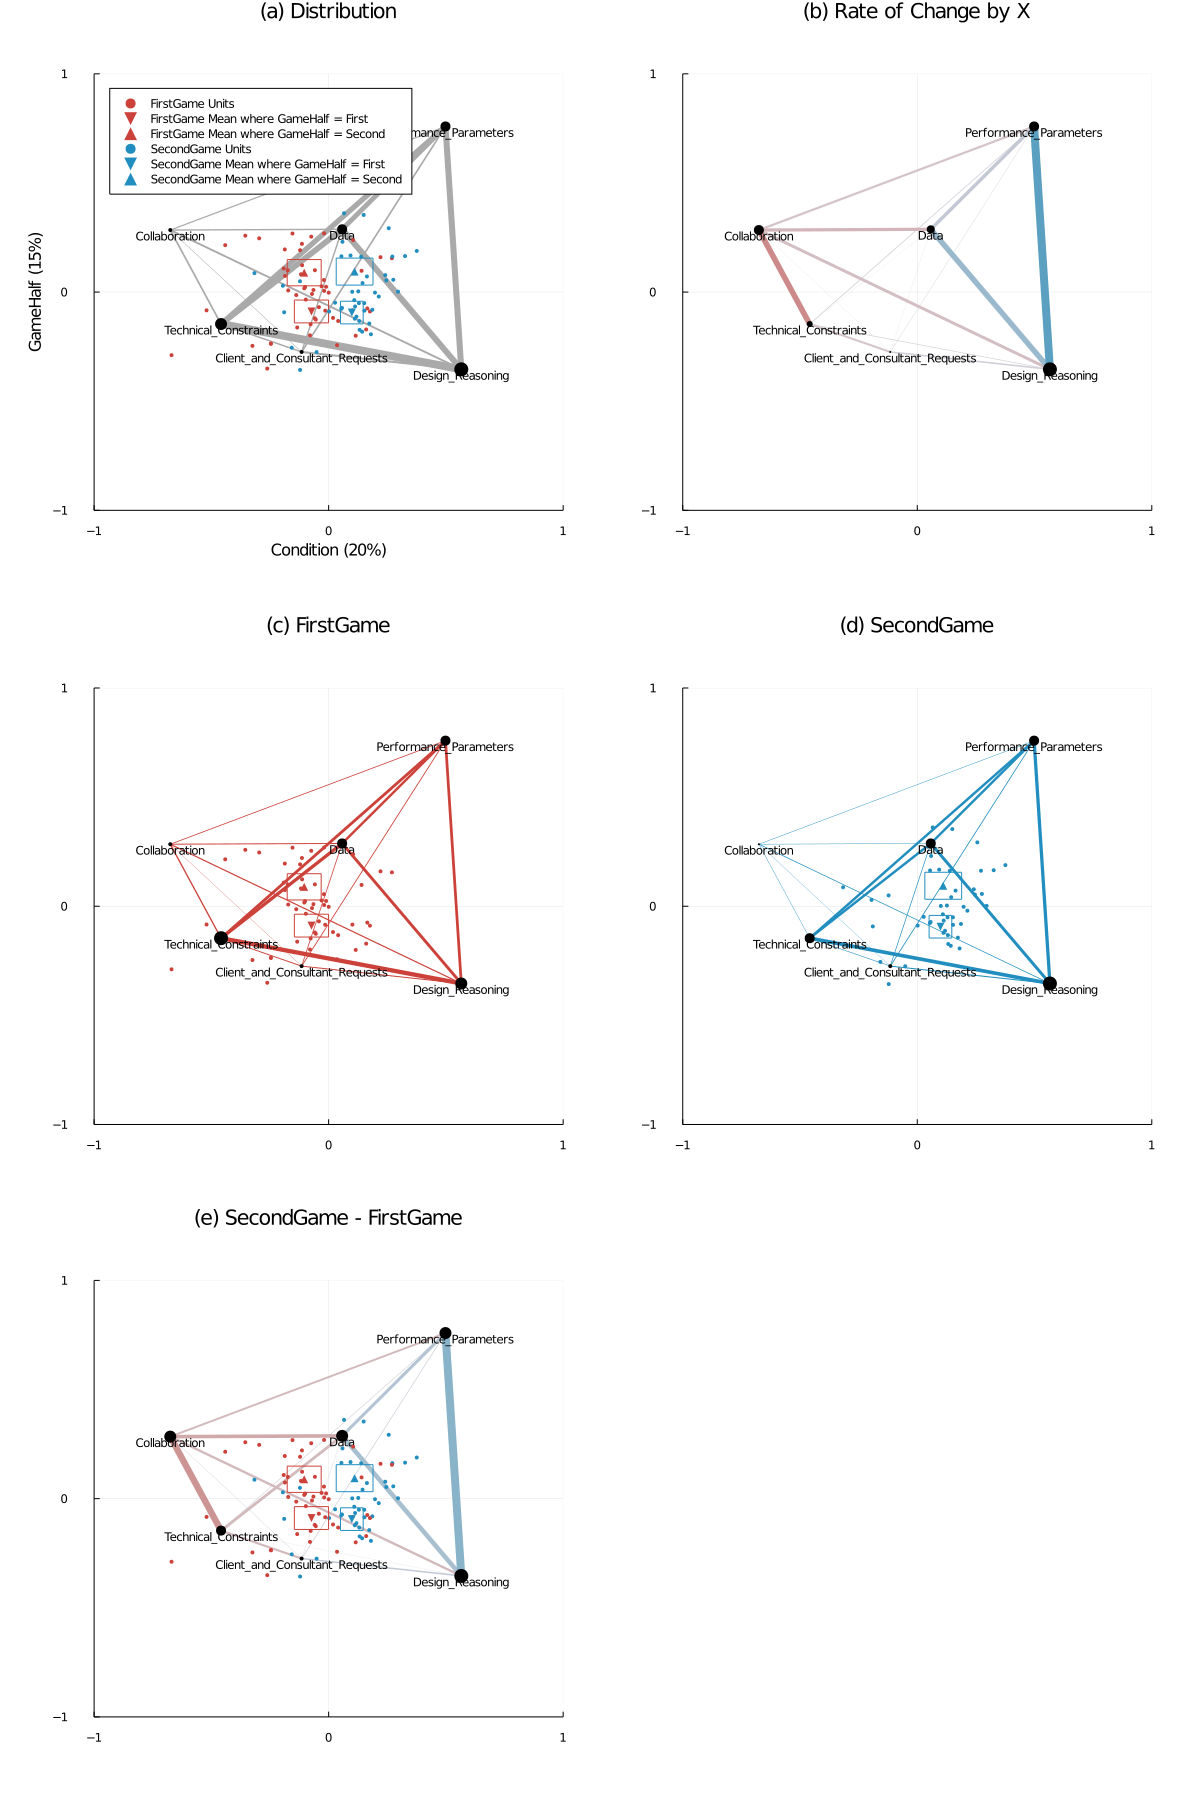 (a) Distribution
(b) Rate of Change by X
1
FirstGame Units
FirstGame Mean where GameHalf = First
FirstGame Mean where GameHalf = Second
SecondGame Units
SecondGame Mean where GameHalf = First
SecondGame Mean where GameHalf = Second
mance_Parameters
Collaboration
Data
GameHalf (15%)
0
Technical_Constraints
Client_and_Consultant_Requests
Design_Reasoning
−1
−1
0
1
Condition (20%)
1
Performance_Parameters
Collaboration
Data
0
Technical_Constraints
Client_and_Consultant_Requests
Design_Reasoning
−1
−1
0
1
(c) FirstGame
(d) SecondGame
1
Performance_Parameters
Collaboration
Data
0
Technical_Constraints
Client_and_Consultant_Requests
Design_Reasoning
−1
−1
0
1
1
Performance_Parameters
Collaboration
Data
0
Technical_Constraints
Client_and_Consultant_Requests
Design_Reasoning
−1
−1
0
1
(e) SecondGame - FirstGame
1
Performance_Parameters
Collaboration
Data
0
Technical_Constraints
Client_and_Consultant_Requests
Design_Reasoning
−1
−1
0
1